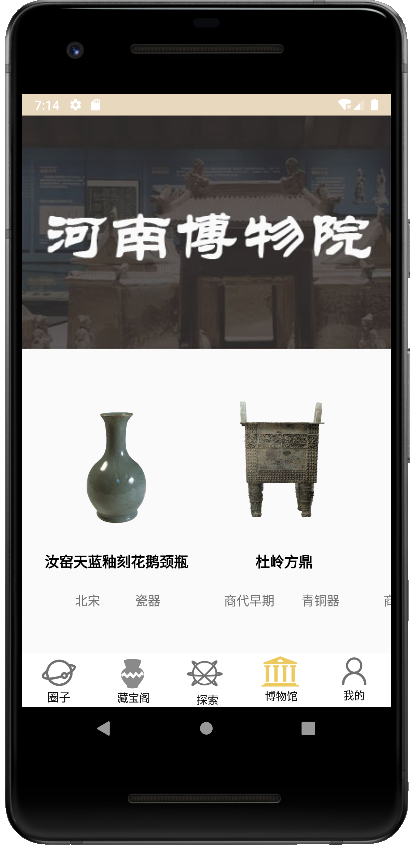 7:14
河南博物院
汝窑天蓝釉刻花鹅颈瓶
杜岭方鼎
北宋 瓷器
商代早期 青铜器
圈子 藏宝阁 探索 博物馆 我的